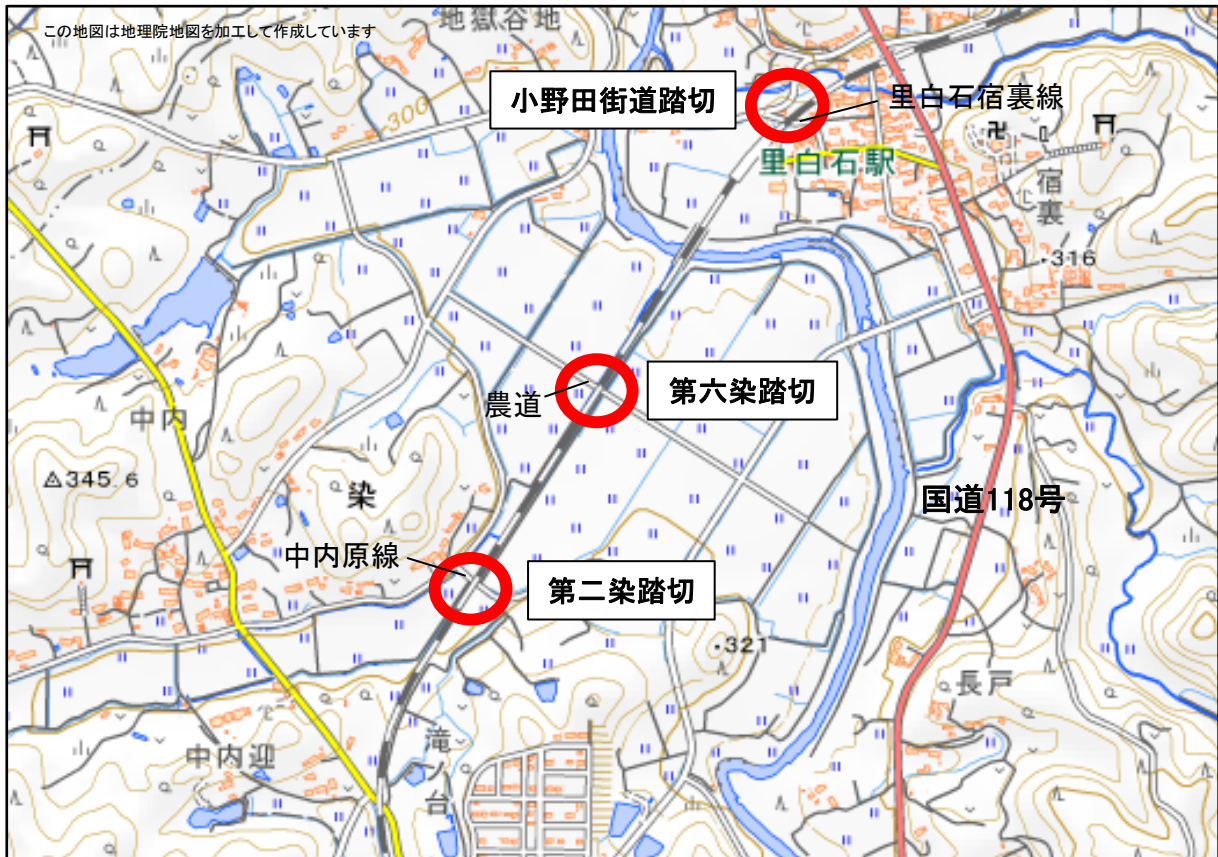 この地図は地理院地図を加工して作成しています
地獄谷地
小野田街道踏切
里白石宿裏線
300
里白石駅
宿裏
316
第六染踏切
農道
中内
345.6
染
国道118号
中内原線
第二染踏切
321
長戸
滝ノ台
中内迎